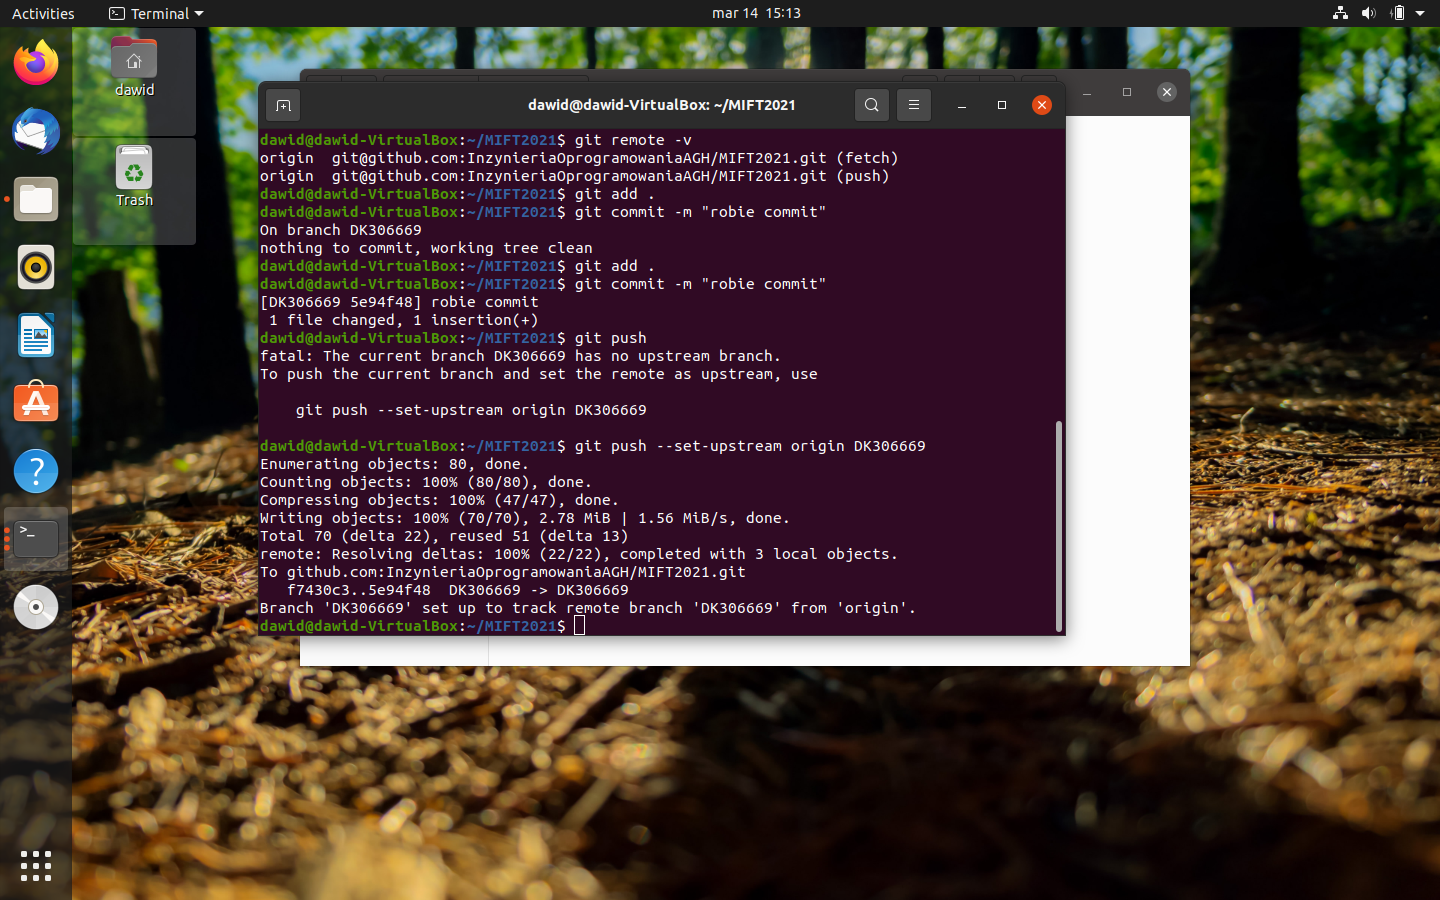 Activities
Terminal
mar 14 15:13
dawid
Trash
dawid@dawid-VirtualBox: ~/MIFT2021
dawid@dawid-VirtualBox:~/MIFT2021$ git remote -v
origin  git@github.com:InzynieriaOprogramowaniaAGH/MIFT2021.git (fetch)
origin  git@github.com:InzynieriaOprogramowaniaAGH/MIFT2021.git (push)
dawid@dawid-VirtualBox:~/MIFT2021$ git add .
dawid@dawid-VirtualBox:~/MIFT2021$ git commit -m "robie commit"
On branch DK306669
nothing to commit, working tree clean
dawid@dawid-VirtualBox:~/MIFT2021$ git add .
dawid@dawid-VirtualBox:~/MIFT2021$ git commit -m "robie commit"
[DK306669 5e94f48] robie commit
 1 file changed, 1 insertion(+)
dawid@dawid-VirtualBox:~/MIFT2021$ git push
fatal: The current branch DK306669 has no upstream branch.
To push the current branch and set the remote as upstream, use
    git push --set-upstream origin DK306669
dawid@dawid-VirtualBox:~/MIFT2021$ git push --set-upstream origin DK306669
Enumerating objects: 80, done.
Counting objects: 100% (80/80), done.
Compressing objects: 100% (47/47), done.
Writing objects: 100% (70/70), 2.78 MiB | 1.56 MiB/s, done.
Total 70 (delta 22), reused 51 (delta 13)
remote: Resolving deltas: 100% (22/22), completed with 3 local objects.
To github.com:InzynieriaOprogramowaniaAGH/MIFT2021.git
   f7430c3..5e94f48  DK306669 -> DK306669
Branch 'DK306669' set up to track remote branch 'DK306669' from 'origin'.
dawid@dawid-VirtualBox:~/MIFT2021$